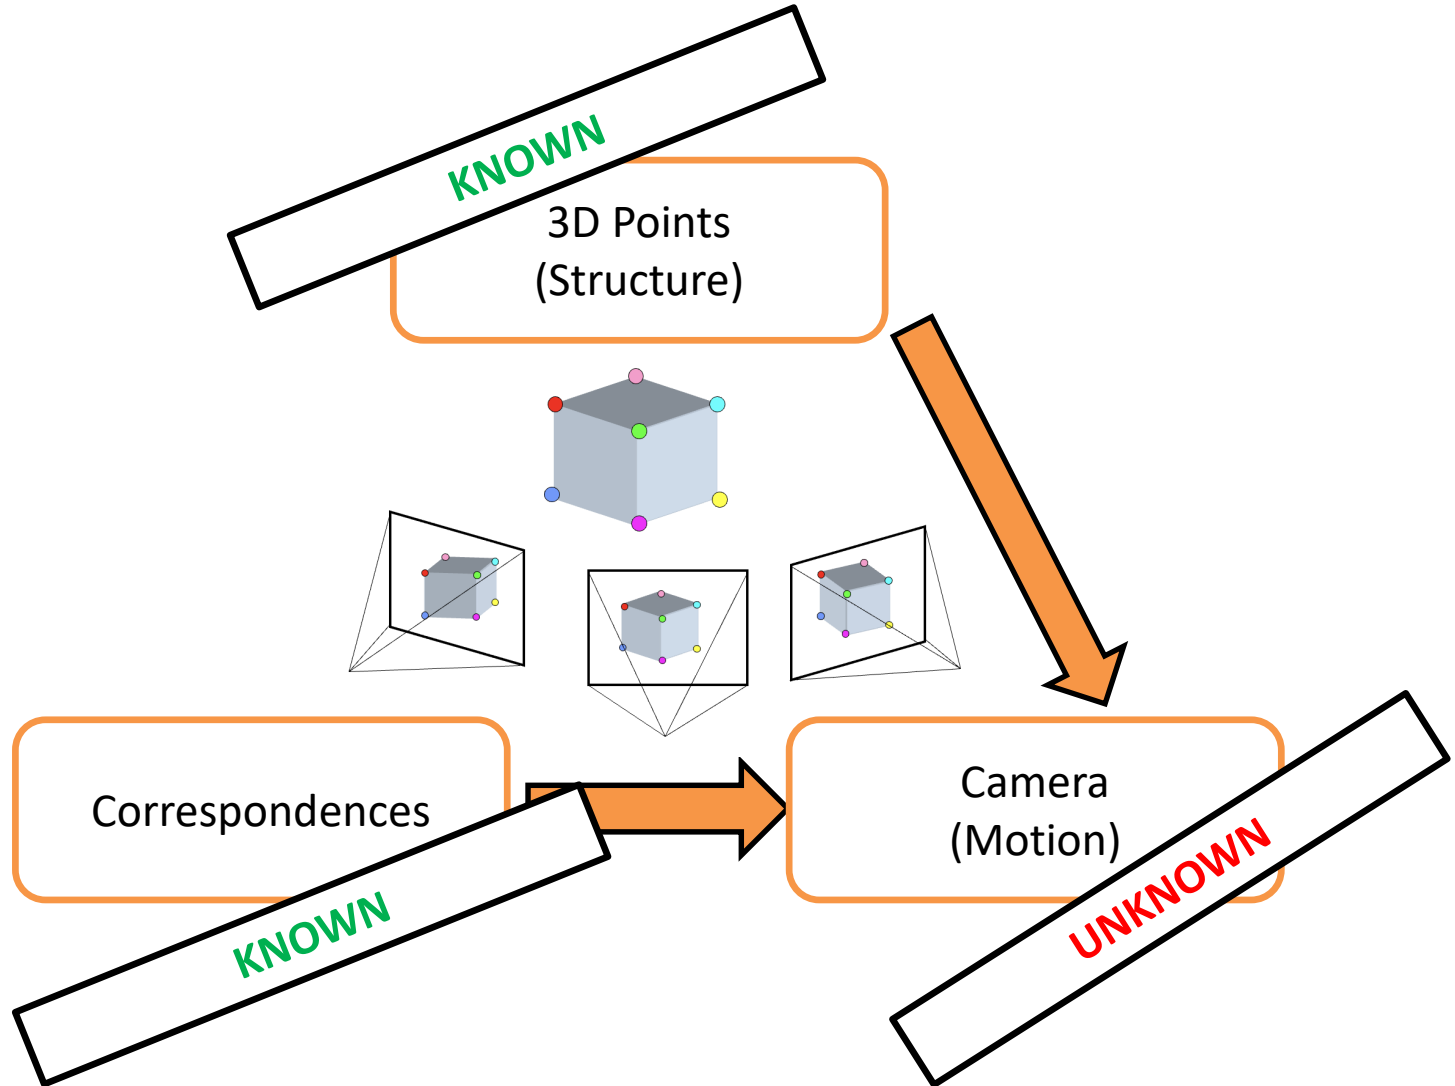 KNOWN
3D Points
(Structure)
Correspondences
KNOWN
Camera
(Motion)
UNKNOWN